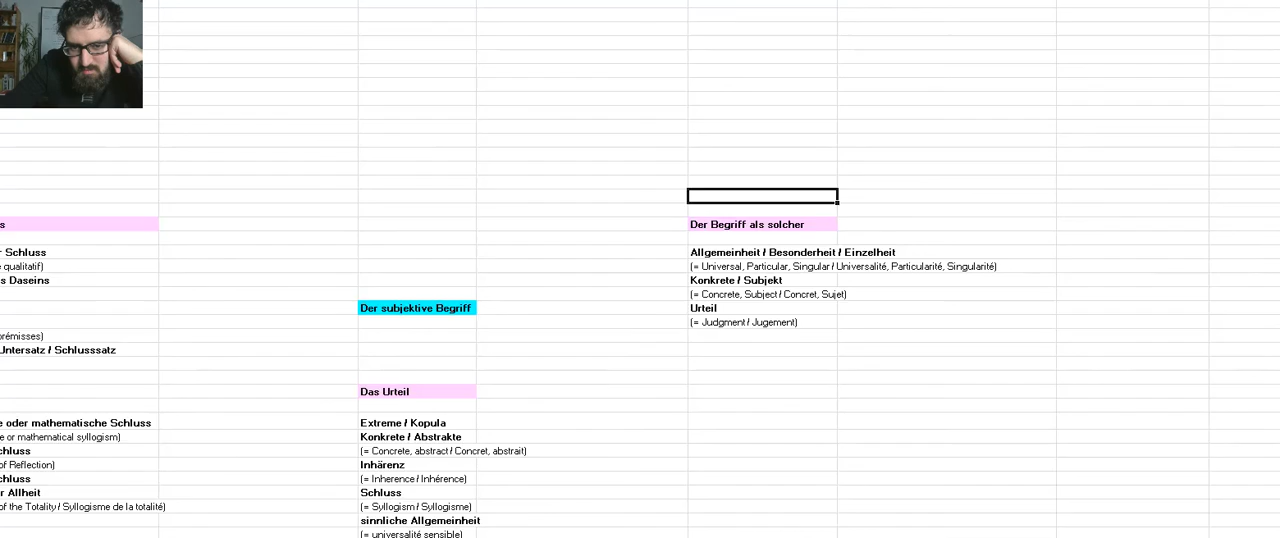 s
r Schluss
e qualitatif)
s Daseins
orémisses)
Untersatz / Schlusssatz
e oder mathematische Schluss
e or mathematical syllogism)
chluss
of Reflection)
chluss
r Allheit
of the Totality / Syllogisme de la totalité)
Der subjektive Begriff
Das Urteil
Extreme / Kopula
Konkrete / Abstrakte
(= Concrete, abstract / Concret, abstrait)
Inhärenz
(= Inherence / Inhérence)
Schluss
(= Syllogism / Syllogisme)
sinnliche Allgemeinheit
(= universalité sensible)
Der Begriff als solcher
Allgemeinheit / Besonderheit / Einzelheit
(= Universal, Particular, Singular / Universalité, Particularité, Singularité)
Konkrete / Subjekt
(= Concrete, Subject / Concret, Sujet)
Urteil
(= Judgment / Jugement)